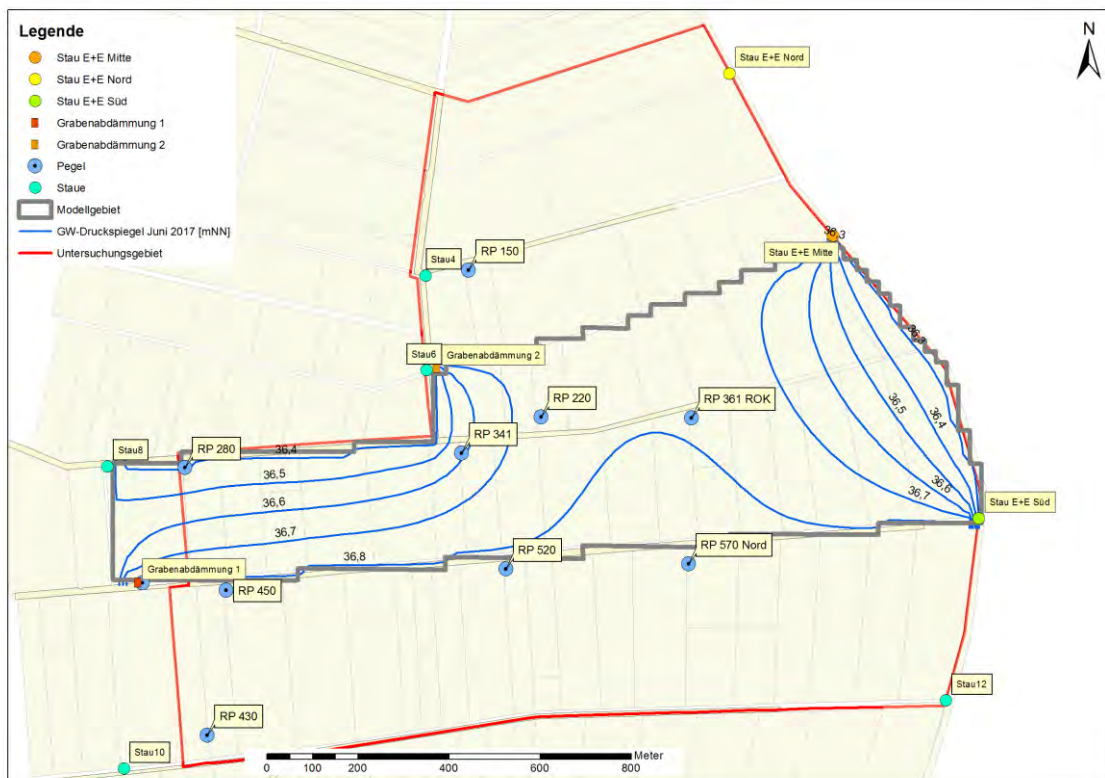 Legende
Stau E+E Mitte
Stau E+E Nord
Stau E+E Süd
Grabenabdämmung 1
Grabenabdämmung 2
Pegel
Staue
Modellgebiet
GW-Druckspiegel Juni 2017 [mNN]
Untersuchungsgebiet
N
Stau E+E Nord
36,3
Stau E+E Mitte
Stau4
RP 150
36,3
Stau6
Grabenabdämmung 2
RP 220
RP 361 ROK
36,5
36,4
RP 341
Stau8
RP 280
36,4
36,5
36,6
36,6
36,7
Stau E+E Süd
36,7
36,8
RP 520
RP 570 Nord
Grabenabdämmung 1
RP 450
Stau12
RP 430
Stau10
Meter
0 100 200 400 600 800